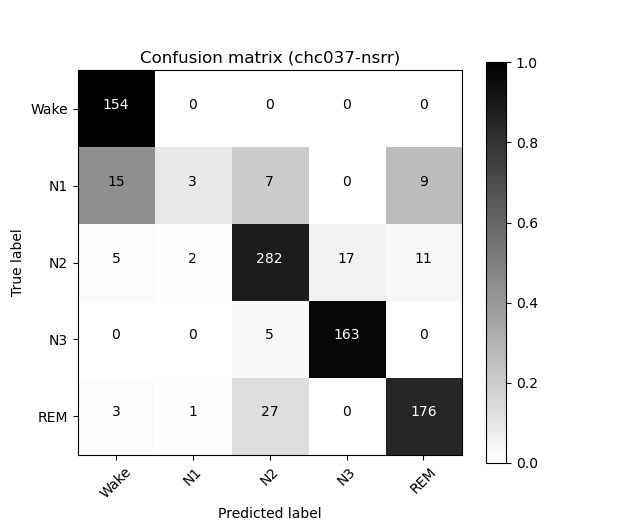 Confusion matrix (chc037-nsrr)
True label
Wake 154 0 0 0 0
N1 15 3 7 0 9
N2 5 2 282 17 11
N3 0 0 5 163 0
REM 3 1 27 0 176
Wake N1 N2 N3 REM
Predicted label
1.0
0.8
0.6
0.4
0.2
0.0